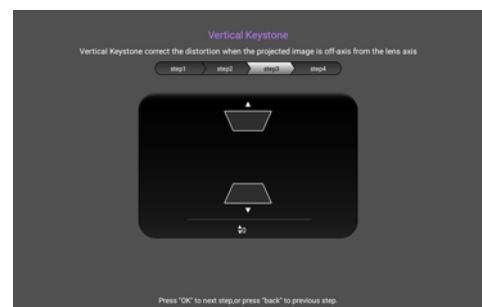 Vertical Keystone
Vertical Keystone correct the distortion when the projected image is off-axis from the lens axis
step1 step2 step3 step4
0
Press "OK" to next step,or press "back" to previous step.